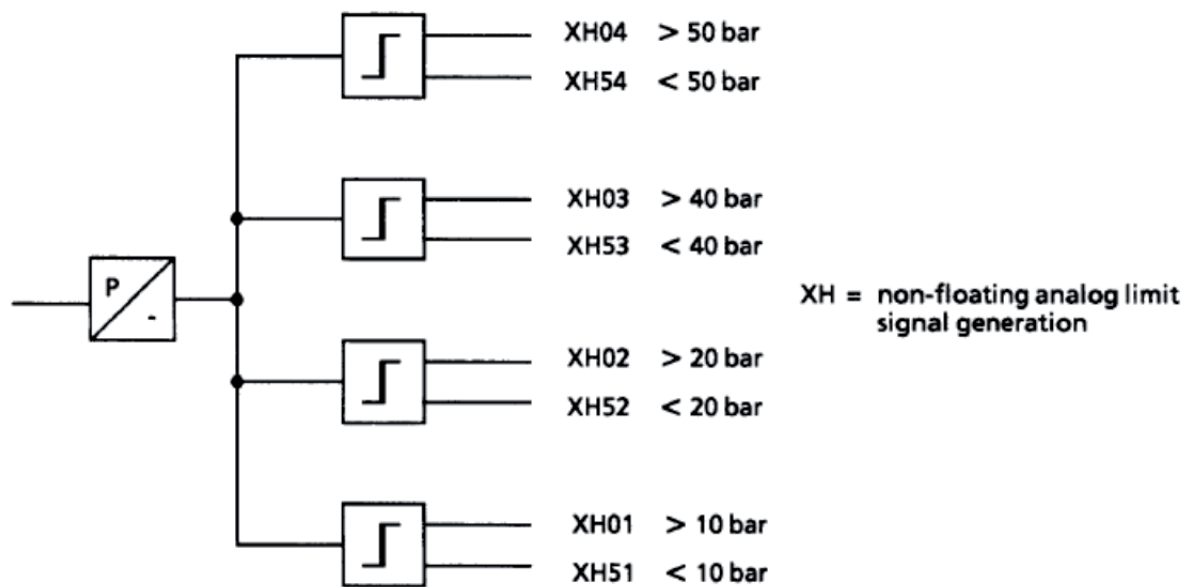 XH04 > 50 bar
XH54 < 50 bar
XH03 > 40 bar
XH53 < 40 bar
P
-
XH = non-floating analog limit
signal generation
XH02 > 20 bar
XH52 < 20 bar
XH01 > 10 bar
XH51 < 10 bar